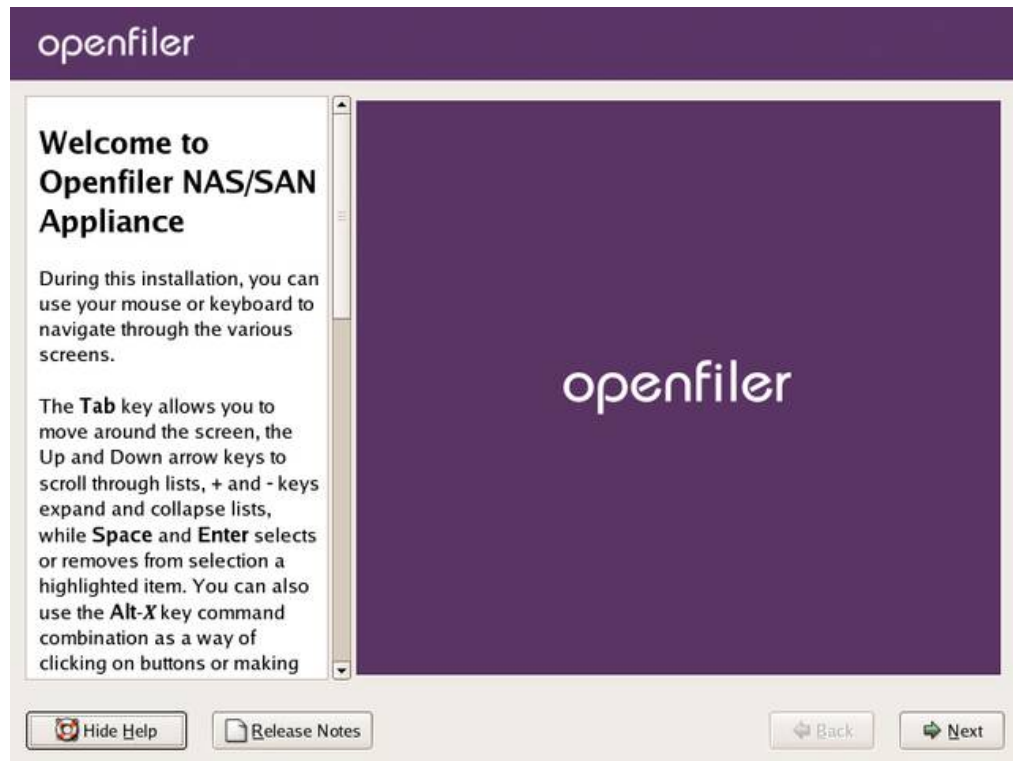 openfiler
Welcome to
Openfiler NAS/SAN
Appliance
During this installation, you can
use your mouse or keyboard to
navigate through the various
screens.
The Tab key allows you to
move around the screen, the
Up and Down arrow keys to
scroll through lists, + and - keys
expand and collapse lists,
while Space and Enter selects
or removes from selection a
highlighted item. You can also
use the Alt-X key command
combination as a way of
clicking on buttons or making
openfiler
Hide Help
Release Notes
Back
Next